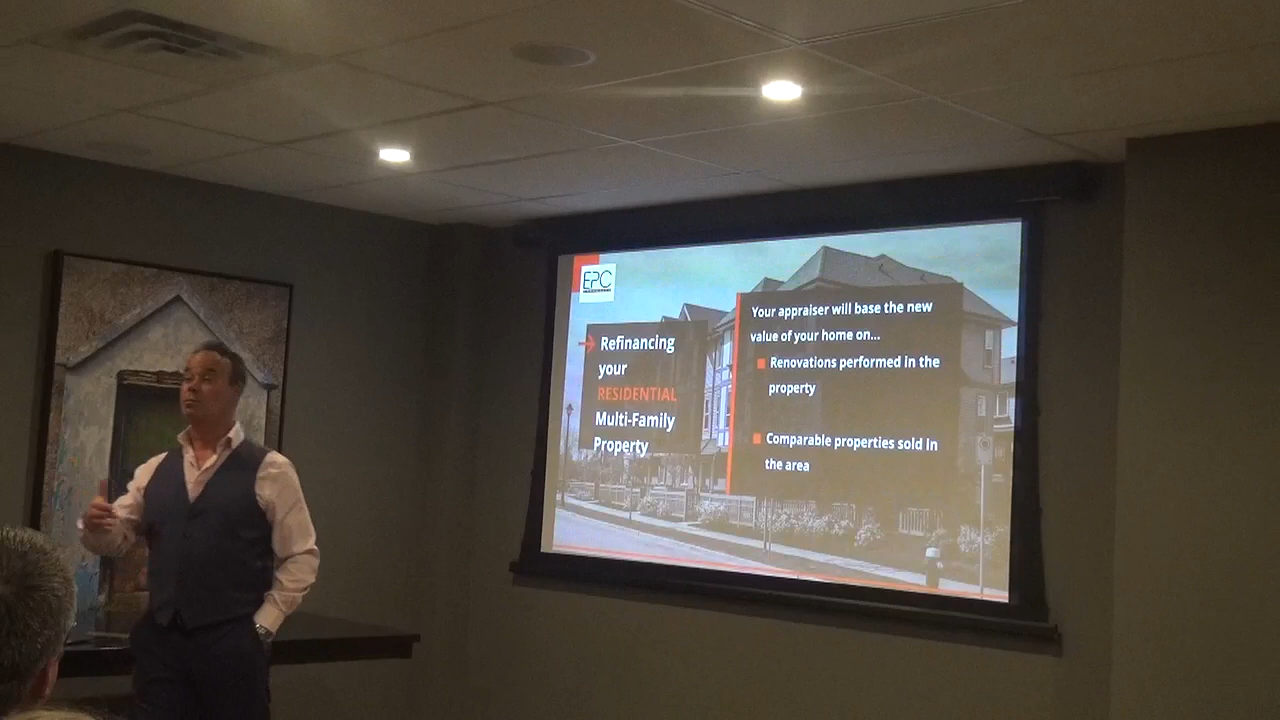 EPC
Refinancing
your
RESIDENTIAL
Multi-Family
Property
Your appraiser will base the new
value of your home on...
Renovations performed in the
property
Comparable properties sold in
the area